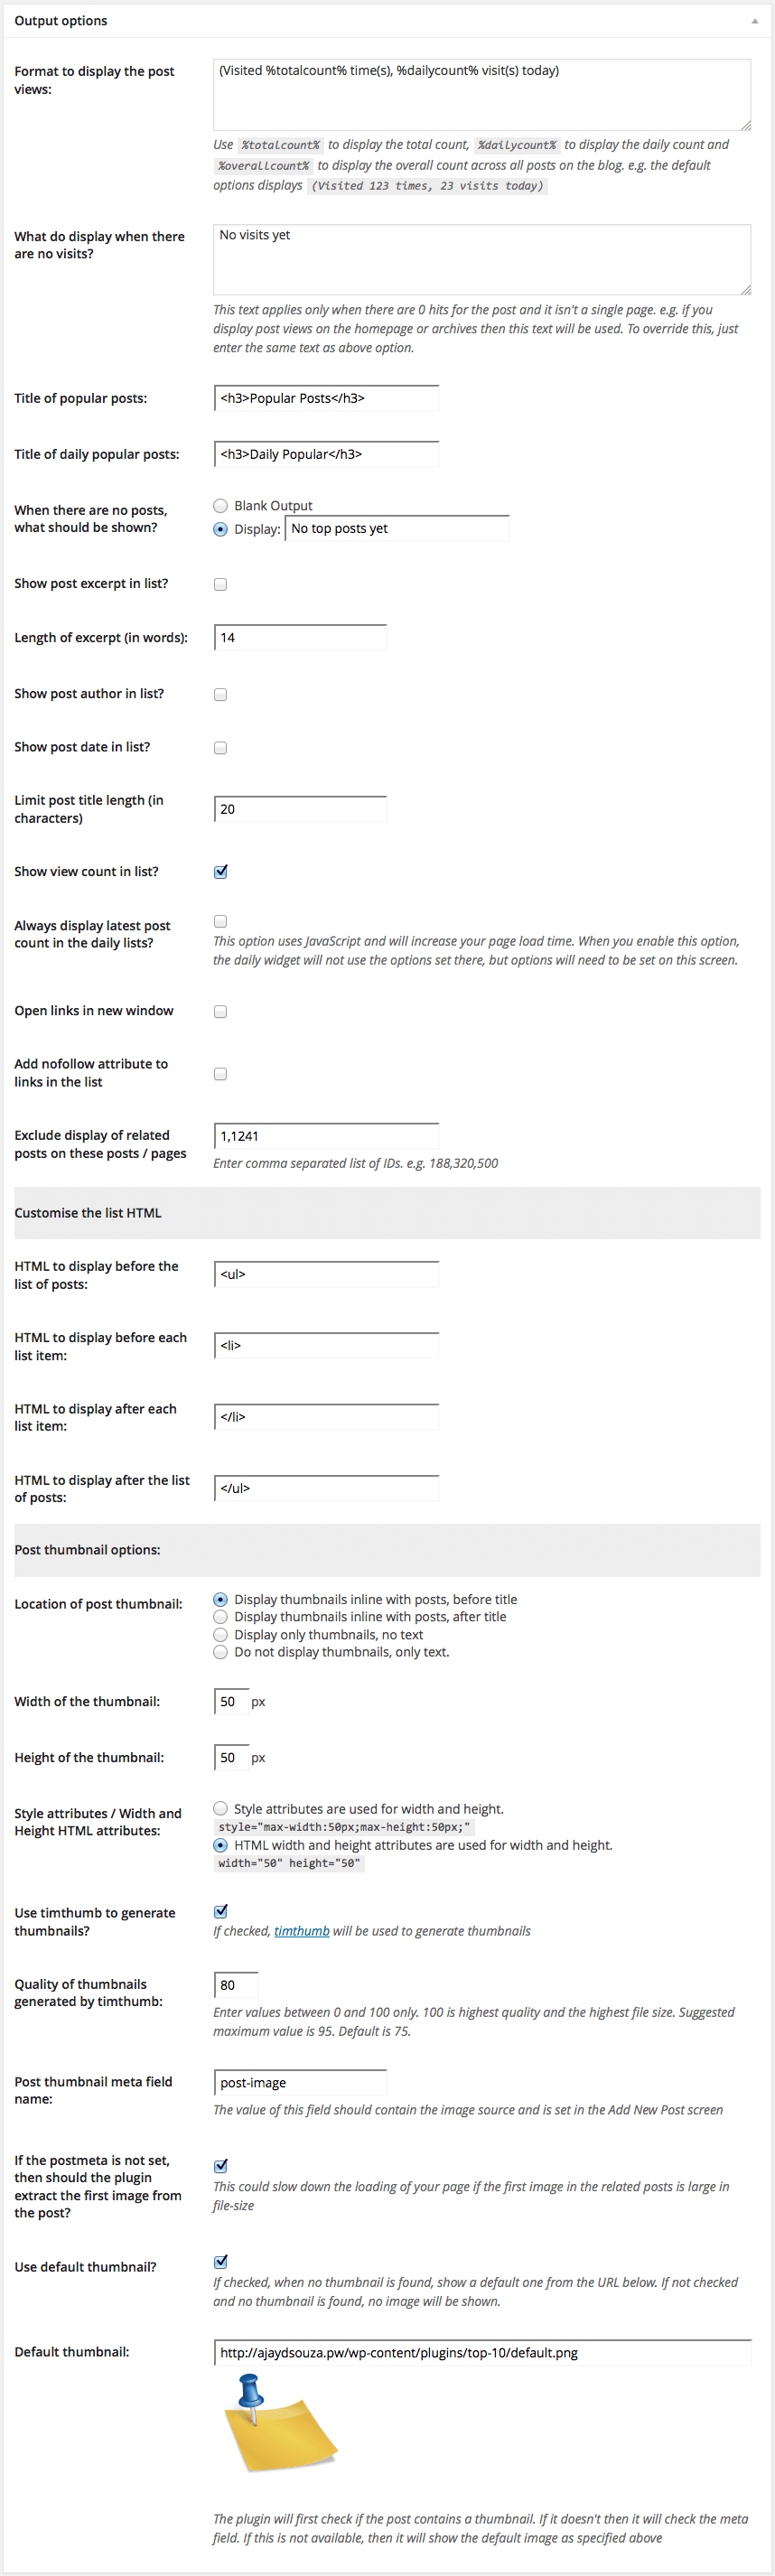 Output options
Format to display the post
views:
(Visited %totalcount% time(s), %dailycount% visit(s) today)
Use %totalcount% to display the total count, %dailycount% to display the daily count and
%overallcount% to display the overall count across all posts on the blog. e.g. the default
options displays (Visited 123 times, 23 visits today)
What do display when there
are no visits?
No visits yet
This text applies only when there are 0 hits for the post and it isn't a single page. e.g. if you
display post views on the homepage or archives then this text will be used. To override this, just
enter the same text as above option.
Title of popular posts:
<h3>Popular Posts</h3>
Title of daily popular posts:
<h3>Daily Popular</h3>
When there are no posts,
what should be shown?
Blank Output
Display: No top posts yet
Show post excerpt in list?
Length of excerpt (in words):
14
Show post author in list?
Show post date in list?
Limit post title length (in
characters)
20
Show view count in list?
Always display latest post
count in the daily lists?
This option uses JavaScript and will increase your page load time. When you enable this option,
the daily widget will not use the options set there, but options will need to be set on this screen.
Open links in new window
Add nofollow attribute to
links in the list
Exclude display of related
posts on these posts / pages
1,1241
Enter comma separated list of IDs. e.g. 188,320,500
Customise the list HTML
HTML to display before the
list of posts:
<ul>
HTML to display before each
list item:
<li>
HTML to display after each
list item:
</li>
HTML to display after the list
of posts:
</ul>
Post thumbnail options:
Location of post thumbnail:
Display thumbnails inline with posts, before title
Display thumbnails inline with posts, after title
Display only thumbnails, no text
Do not display thumbnails, only text.
Width of the thumbnail:
50 px
Height of the thumbnail:
50 px
Style attributes / Width and
Height HTML attributes:
Style attributes are used for width and height.
style="max-width:50px;max-height:50px;"
HTML width and height attributes are used for width and height.
width="50" height="50"
Use timthumb to generate
thumbnails?
If checked, timthumb will be used to generate thumbnails
Quality of thumbnails
generated by timthumb:
80
Enter values between 0 and 100 only. 100 is highest quality and the highest file size. Suggested
maximum value is 95. Default is 75.
Post thumbnail meta field
name:
post-image
The value of this field should contain the image source and is set in the Add New Post screen
If the postmeta is not set,
then should the plugin
extract the first image from
the post?
This could slow down the loading of your page if the first image in the related posts is large in
file-size
Use default thumbnail?
If checked, when no thumbnail is found, show a default one from the URL below. If not checked
and no thumbnail is found, no image will be shown.
Default thumbnail:
http://ajaydsouza.pw/wp-content/plugins/top-10/default.png
The plugin will first check if the post contains a thumbnail. If it doesn't then it will check the meta
field. If this is not available, then it will show the default image as specified above